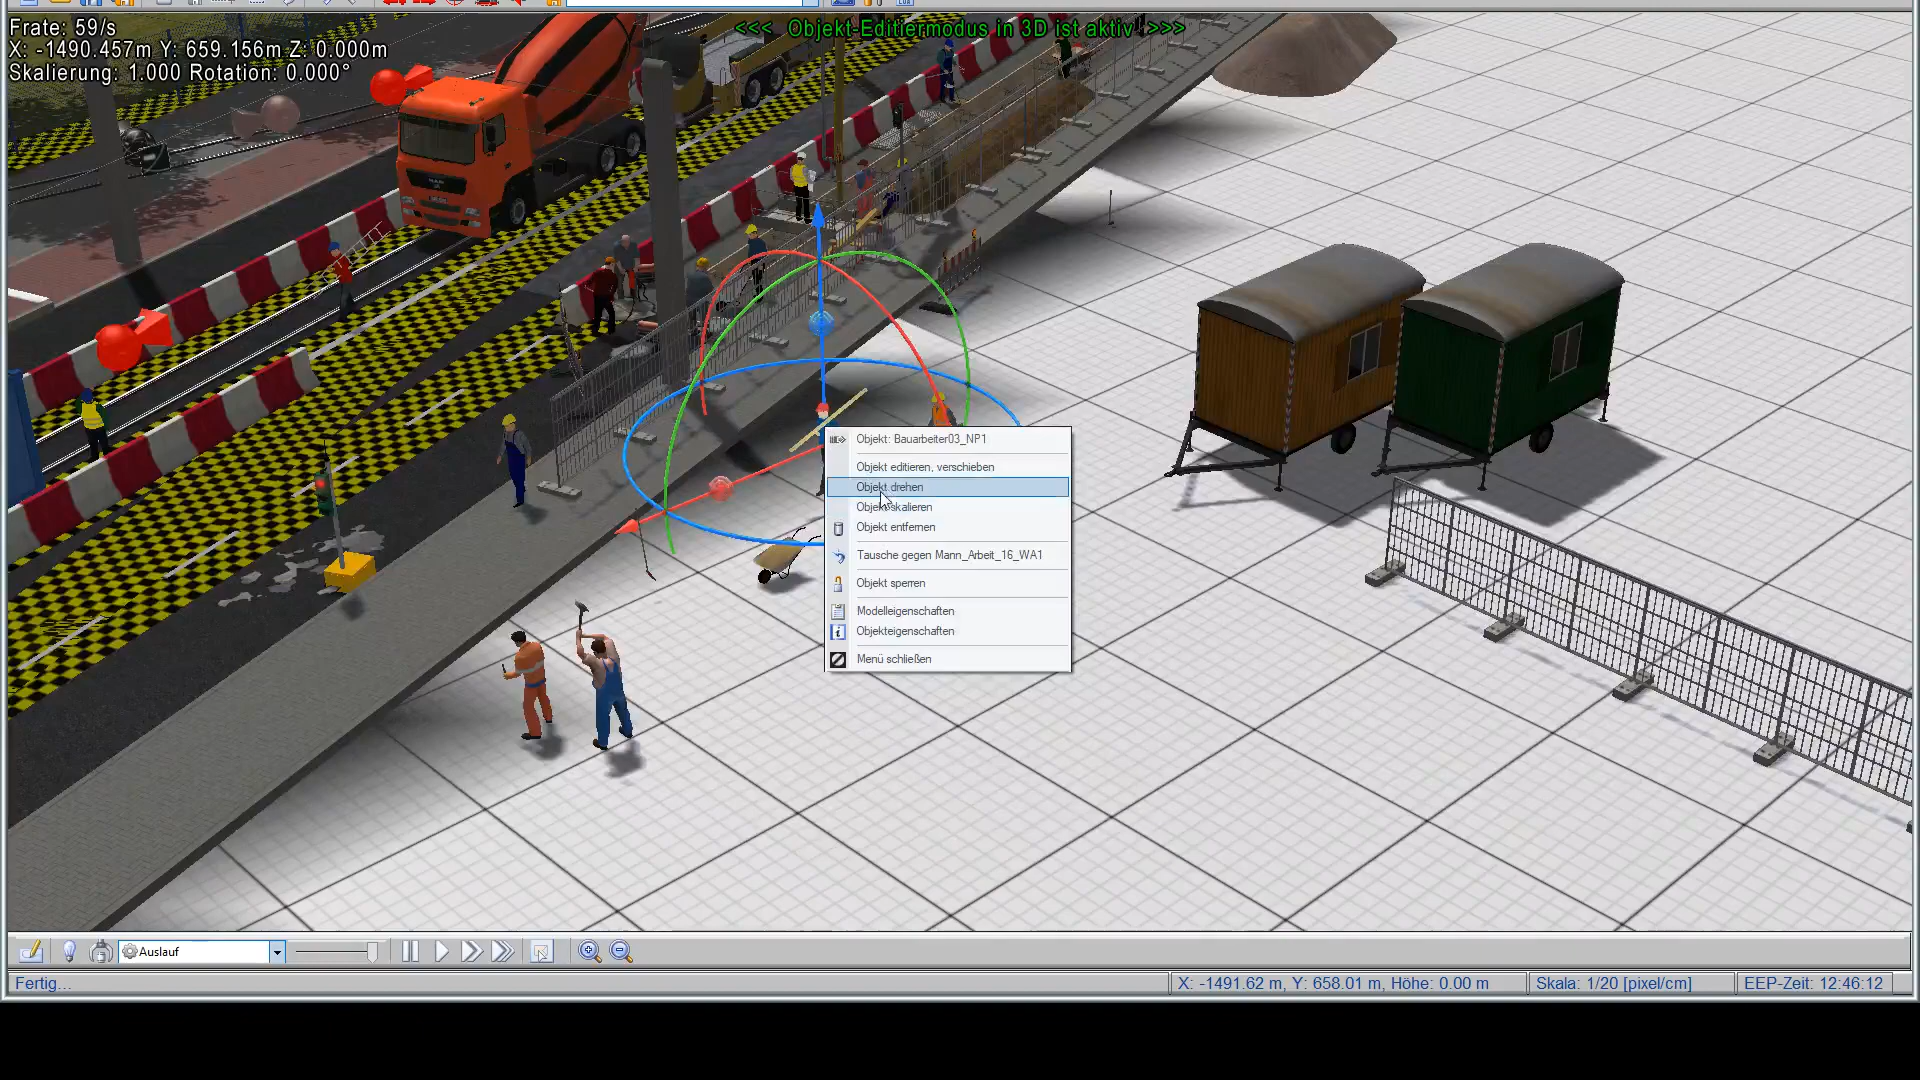 Frate: 59/s
<<< Objekt-Editiermodus in 3D ist aktiv >>>
X: -1490.457m Y: 659.156m Z: 0.000m
Skalierung: 1.000 Rotation: 0.000°
Objekt: Bauarbeiter03_NP1
Objekt editieren, verschieben
Objekt drehen
Objekt skalieren
Objekt entfernen
Tausche gegen Mann_Arbeit_16_WA1
Objekt sperren
Modelleigenschaften
Objekteigenschaften
Menü schließen
Auslauf
Fertig...
X: -1491.62 m, Y: 658.01 m, Höhe: 0.00 m
Skala: 1/20 [pixel/cm]
EEP-Zeit: 12:46:12